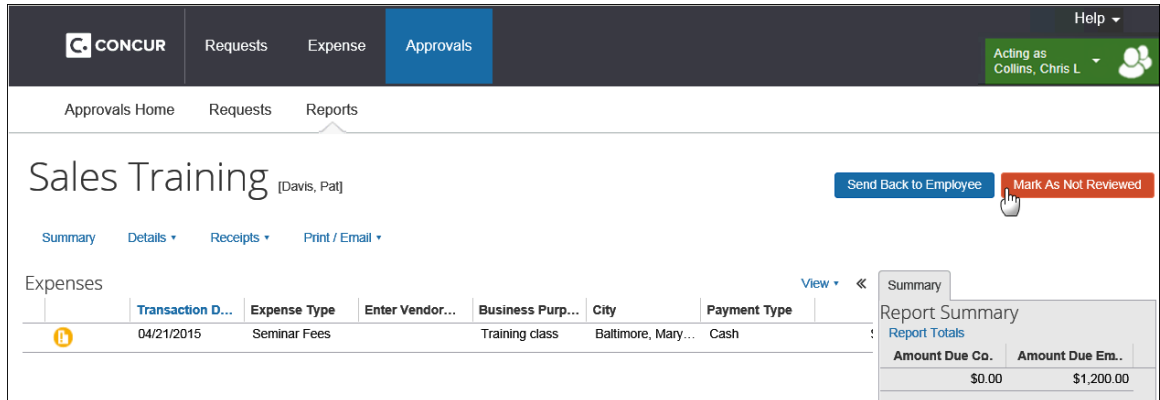 Help
C. CONCUR Requests Expense Approvals
Acting as
Collins, Chris L
Approvals Home Requests Reports
Sales Training [Davis, Pat]
Send Back to Employee Mark As Not Reviewed
Summary Details Receipts Print / Email
Expenses View « Summary
Transaction D... Expense Type Enter Vendor... Business Purp... City Payment Type
Report Summary
04/21/2015 Seminar Fees Training class Baltimore, Mary... Cash
Report Totals
Amount Due Co. Amount Due Em..
$0.00 $1,200.00